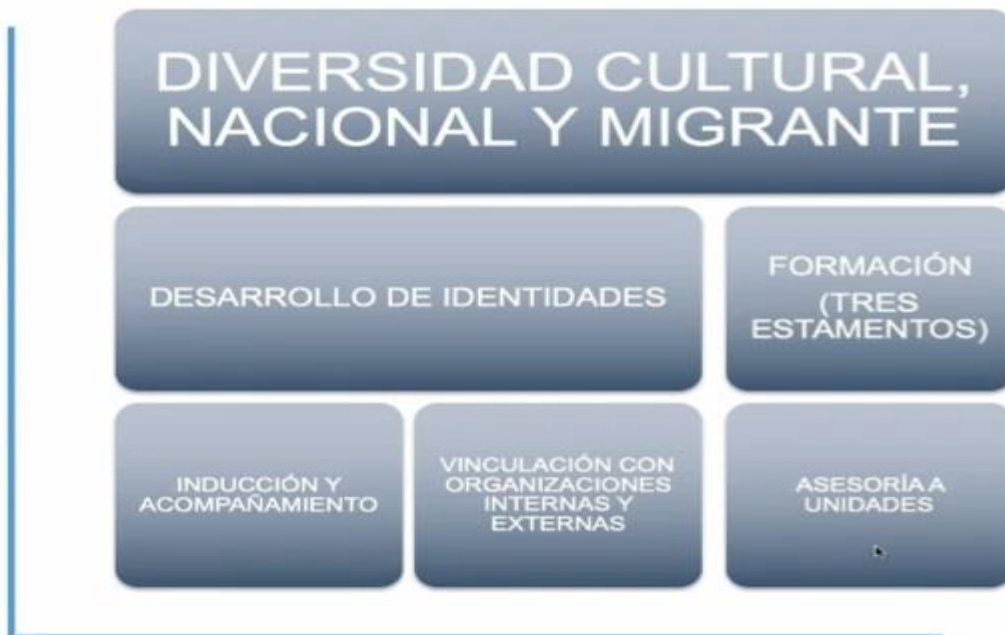 DIVERSIDAD CULTURAL,
NACIONAL Y MIGRANTE
DESARROLLO DE IDENTIDADES
FORMACIÓN
(TRES
ESTAMENTOS)
INDUCCIÓN Y
ACOMPAÑAMIENTO
VINCULACIÓN CON
ORGANIZACIONES
INTERNAS Y
EXTERNAS
ASESORÍA A
UNIDADES